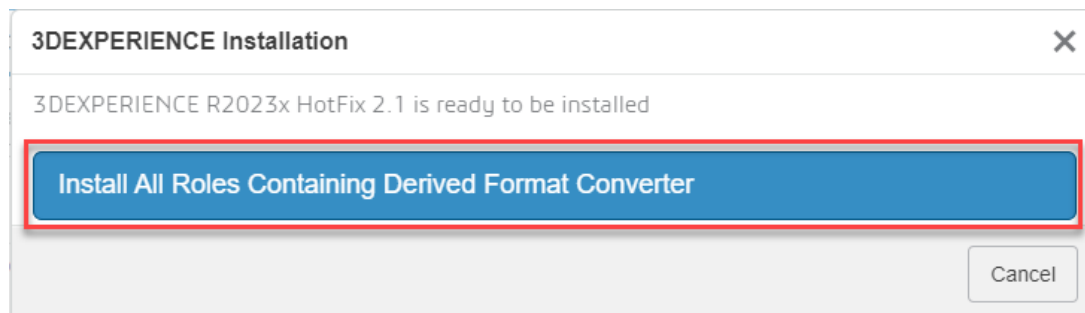 3DEXPERIENCE Installation
3DEXPERIENCE R2023x HotFix 2.1 is ready to be installed
Install All Roles Containing Derived Format Converter
Cancel